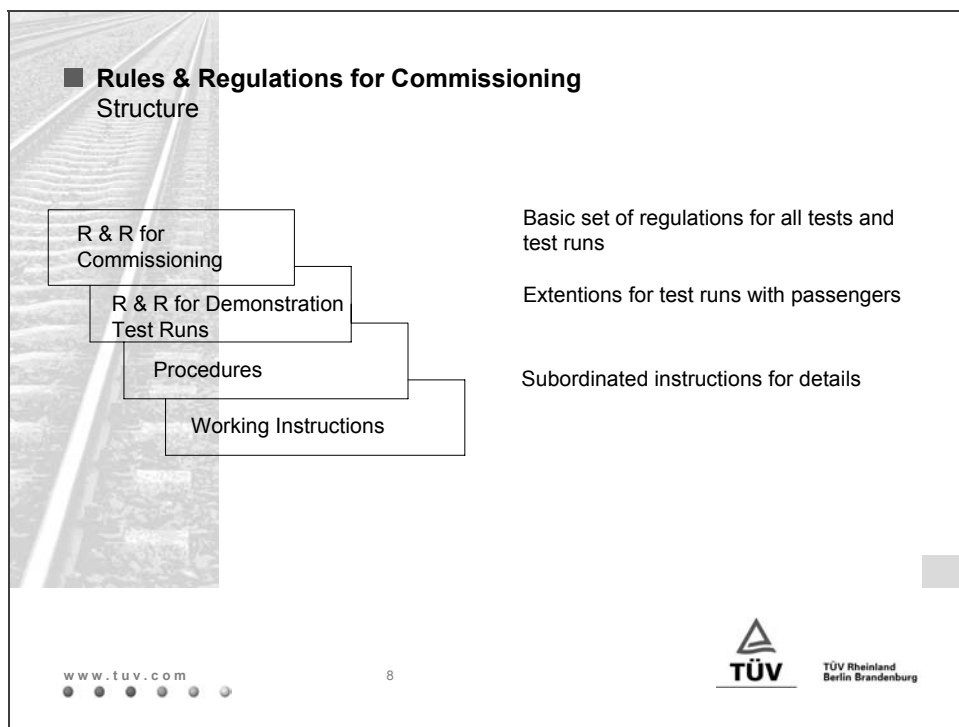 Rules & Regulations for Commissioning
Structure
R & R for
Commissioning
R & R for Demonstration
Test Runs
Procedures
Working Instructions
Basic set of regulations for all tests and
test runs
Extentions for test runs with passengers
Subordinated instructions for details
www.tuv.com
8
TÜV
TÜV Rheinland
Berlin Brandenburg